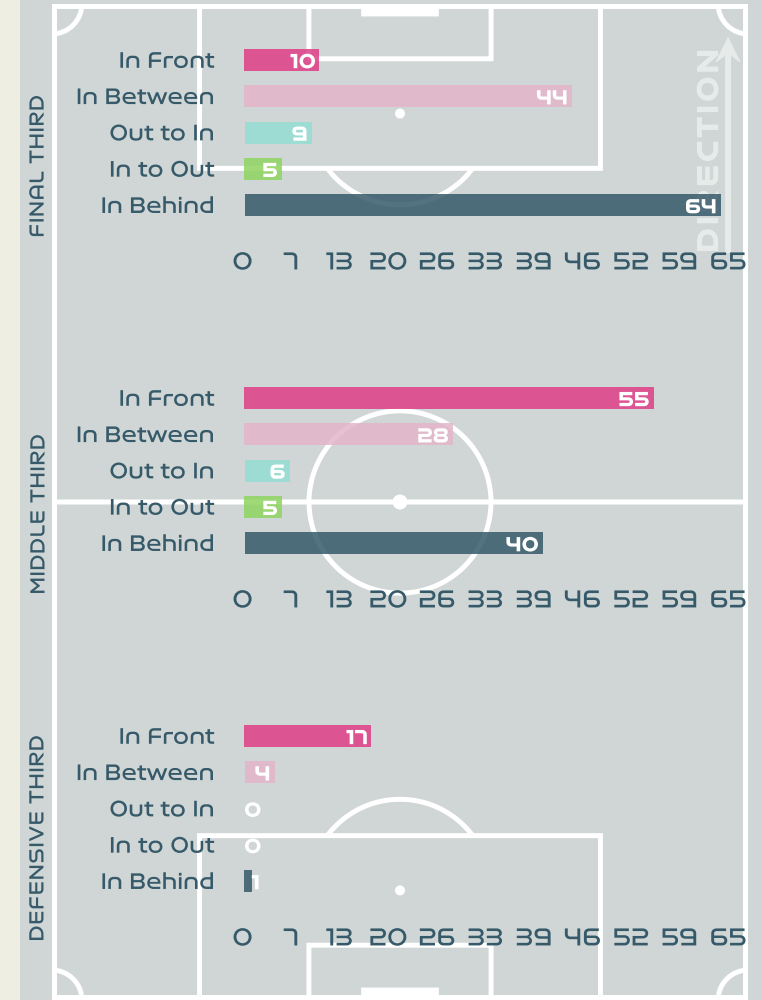 DIRECTION
FINAL THIRD
In Front 10
In Between 44
Out to In 9
In to Out 5
In Behind 64
0 7 13 20 26 33 39 46 52 59 65
MIDDLE THIRD
In Front 55
In Between 28
Out to In 6
In to Out 5
In Behind 40
0 7 13 20 26 33 39 46 52 59 65
DEFENSIVE THIRD
In Front 17
In Between 4
Out to In 0
In to Out 0
In Behind 1
0 7 13 20 26 33 39 46 52 59 65